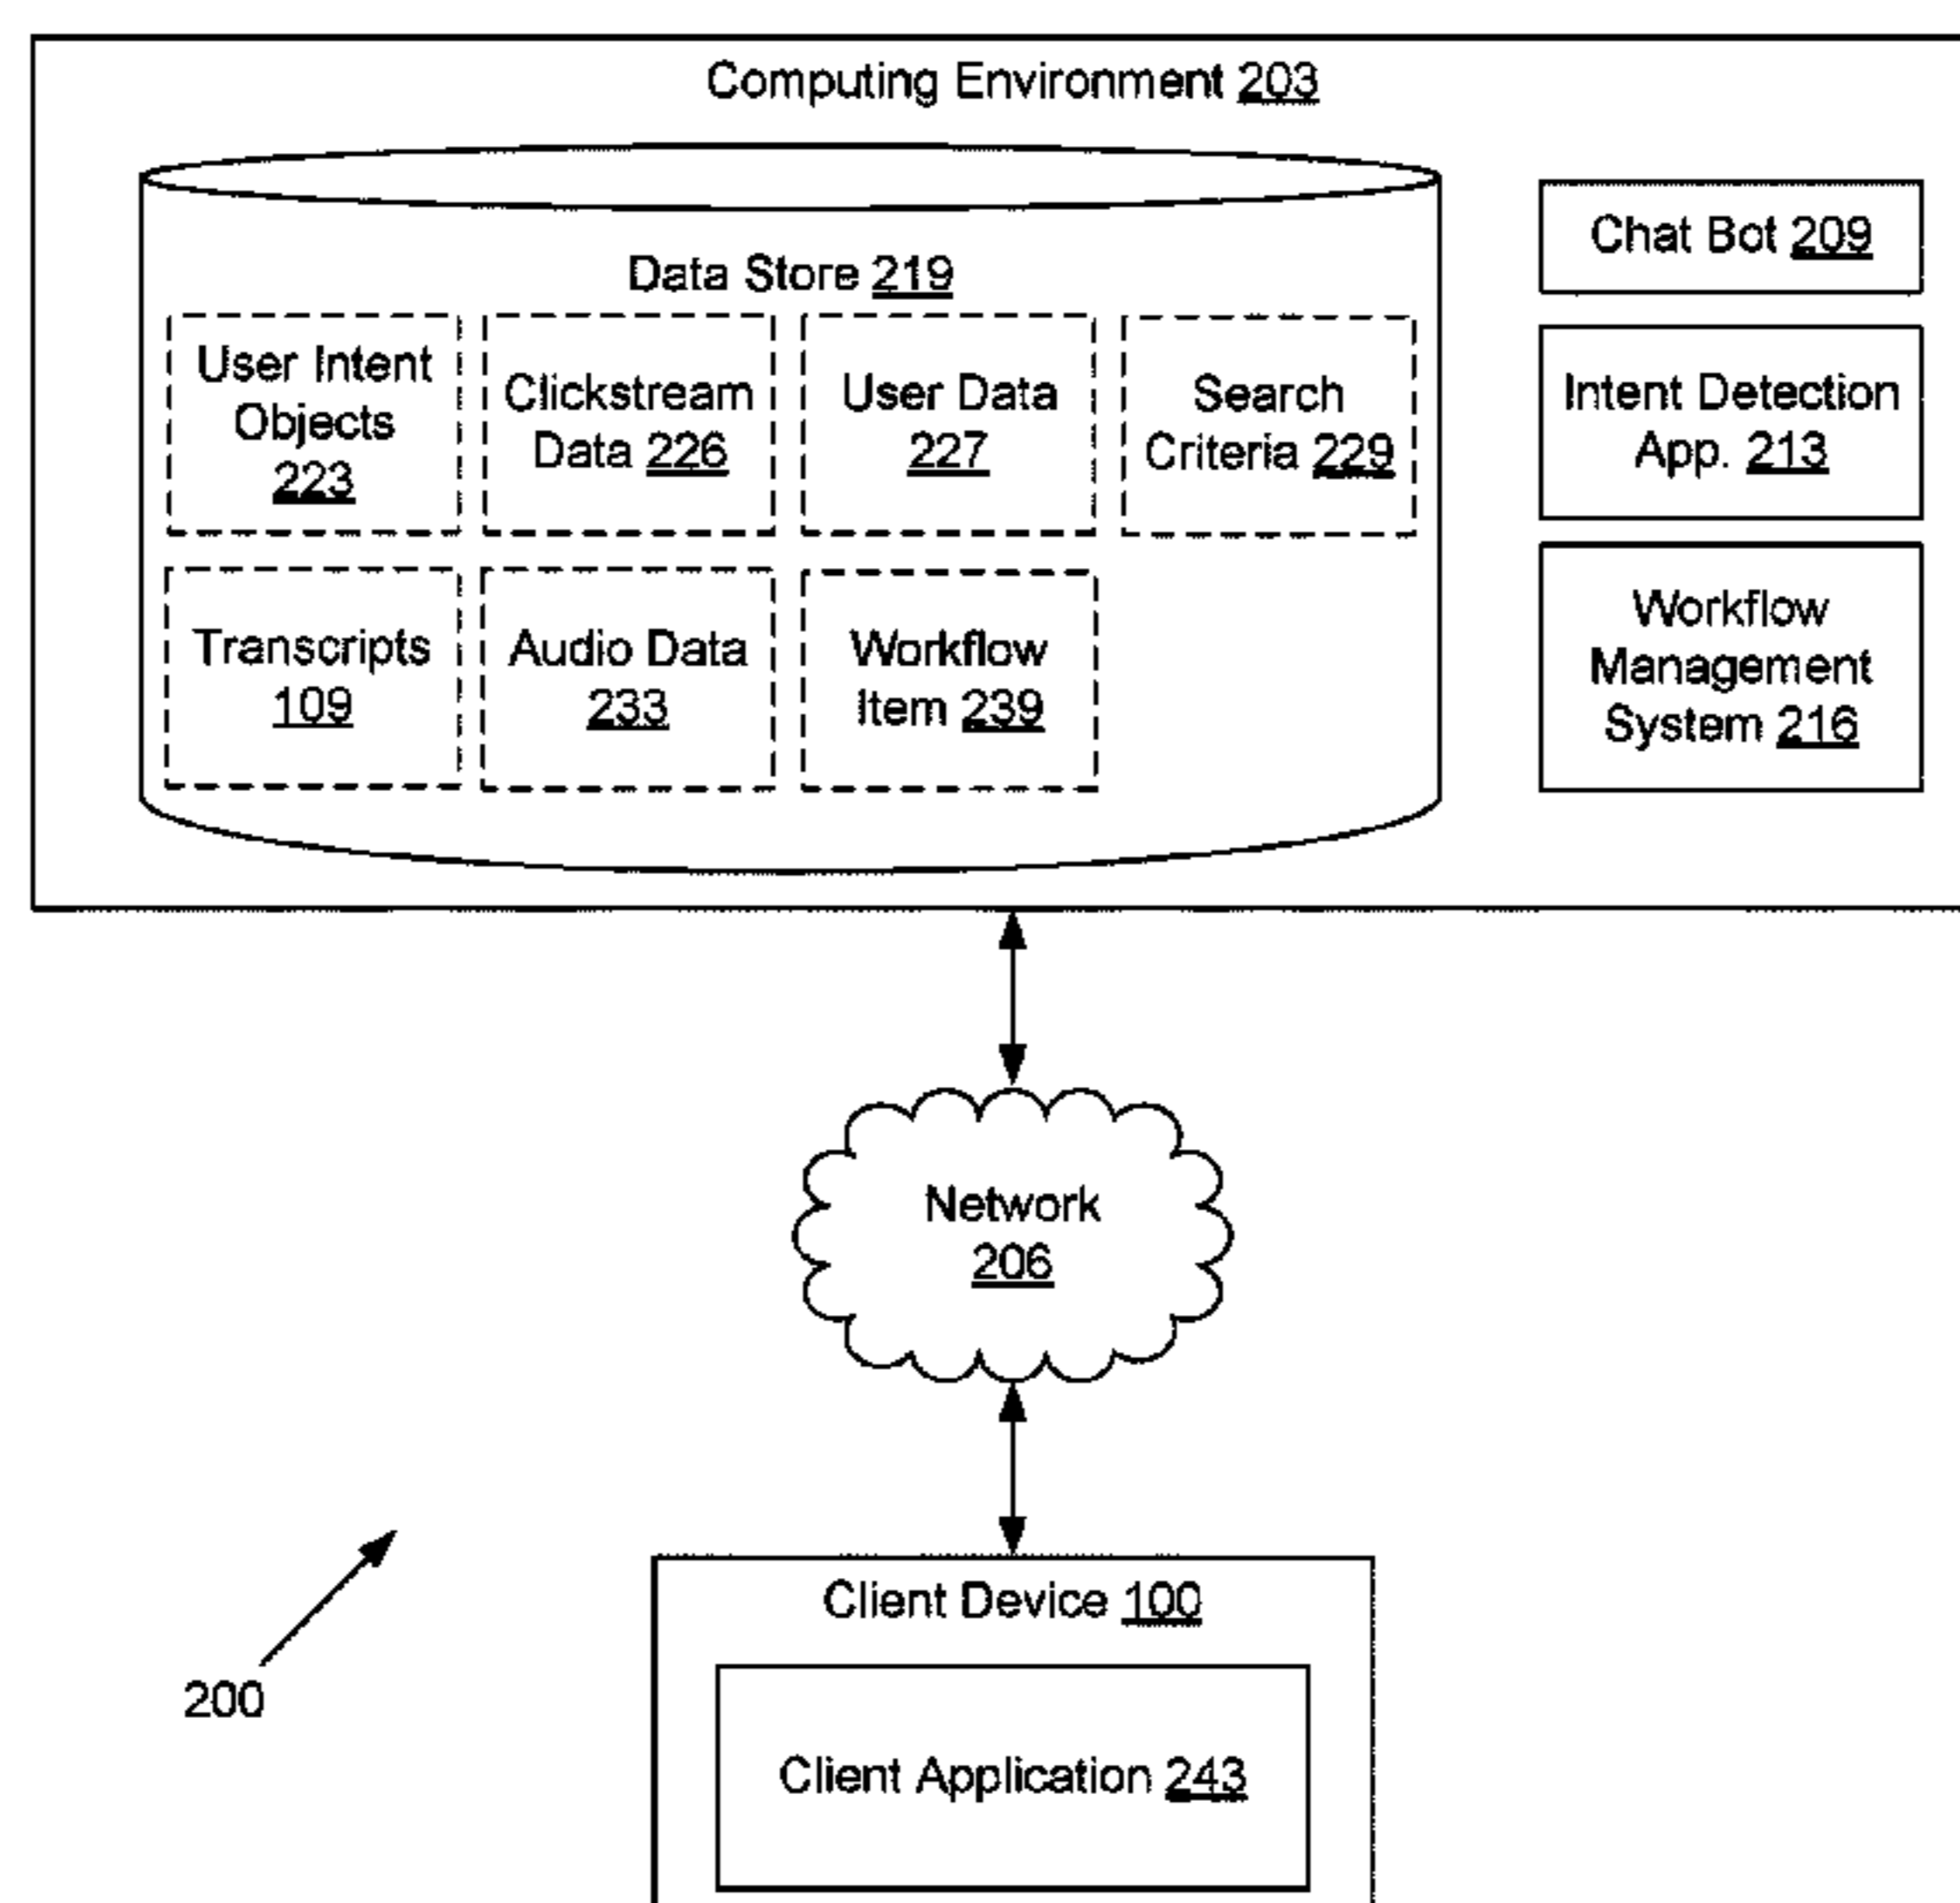 Computing Environment 203
Data Store 219
User Intent
Objects
223
Clickstream
Data 226
User Data
227
Search
Criteria 229
Transcripts
109
Audio Data
233
Workflow
Item 239
Chat Bot 209
Intent Detection
App. 213
Workflow
Management
System 216
Network
206
200
Client Device 100
Client Application 243